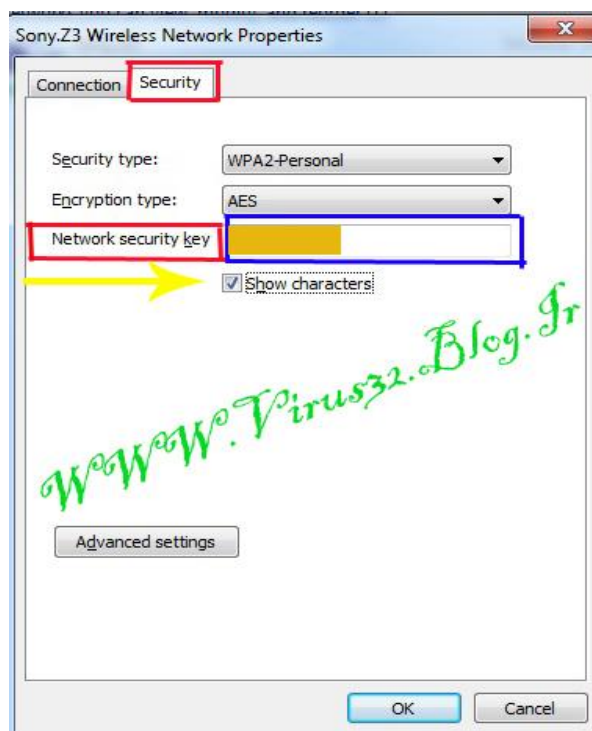 Sony.Z3 Wireless Network Properties
Connection Security
Security type: WPA2-Personal
Encryption type: AES
Network security key
Show characters
WWW.Virus32.Blog.Ir
Advanced settings
OK Cancel